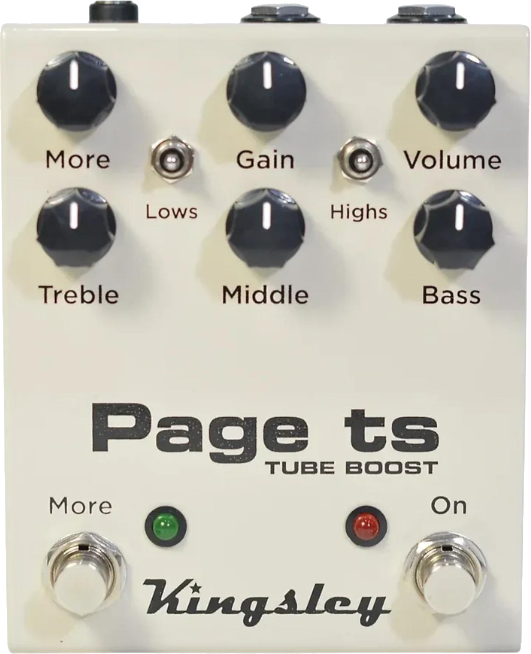 More Gain Volume
Lows Highs
Treble Middle Bass
Page ts
TUBE BOOST
More On
Kingsley